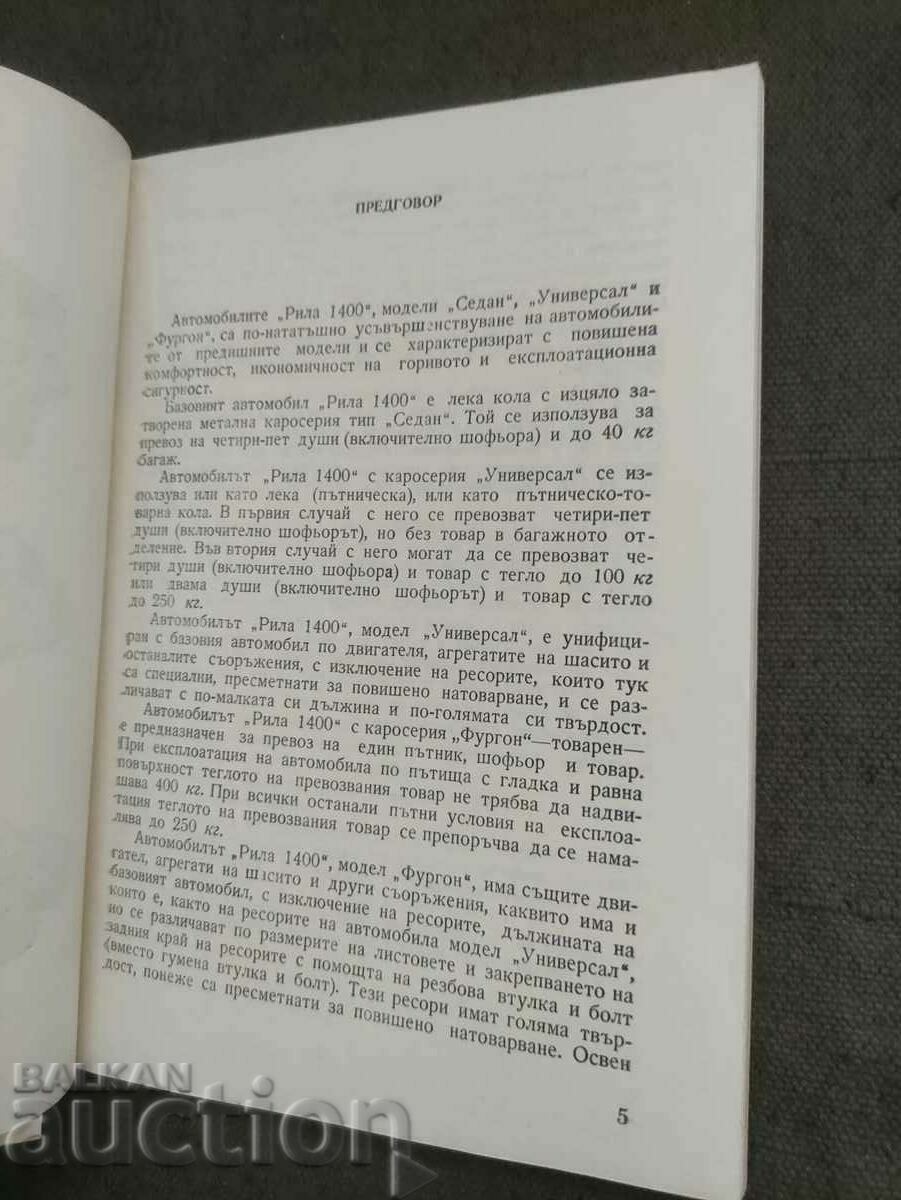 ПРЕДГОВОР
Автомобилите „Рила 1400“, модели „Седан“, „Универсал“ и
„Фургон“, са по-нататъшно усъвършенствуване на автомобили-
те от предишните модели и се характеризират с повишена
комфортност, икономичност на горивото и експлоатационна
сигурност.
Базовият автомобил „Рила 1400“ е лека кола с изцяло за-
творена метална каросерия тип „Седан“. Той се използува за
превоз на четири-пет души (включително шофьора) и до 40 кг
багаж.
Автомобилът „Рила 1400“ с каросерия „Универсал“ се из-
ползува или като лека (пътническа), или като пътническо-то-
варна кола. В първия случай с него се превозват четири-пет
души (включително шофьорът), но без товар в багажното от-
деление. Във втория случай с него могат да се превозват че-
тири души (включително шофьора) и товар с тегло до 100 кг
или двама души (включително шофьорът) и товар с тегло
до 250 кг.
Автомобилът „Рила 1400“, модел „Универсал“, е унифици-
ран с базовия автомобил по двигателя, агрегатите на шасито и
останалите съоръжения, с изключение на ресорите, които тук
са специални, пресметнати за повишено натоварване, и се раз-
личават с по-малката си дължина и по-голямата си твърдост.
Автомобилът „Рила 1400“ с каросерия „Фургон“—товарен—
е предназначен за превоз на един пътник, шофьор и товар.
При експлоатация на автомобила по пътища с гладка и равна
повърхност теглото на превозвания товар не трябва да надви-
шава 400 кг. При всички останали пътни условия на експлоа-
тация теглото на превозвания товар се препоръчва да се нама-
лява до 250 кг.
Автомобилът „Рила 1400“, модел „Фургон“, има същите дви-
гател, агрегати на шасито и други съоръжения, каквито има и
базовият автомобил, с изключение на ресорите, дължината на
които е, както на ресорите на автомобила модел „Универсал“,
но се различават по размерите на листовете и закрепването на
задния край на ресорите с помощта на резбова втулка и болт
(вместо гумена втулка и болт). Тези ресори имат голяма твър-
дост, понеже са пресметнати за повишено натоварване. Освен
5
BALKAN
auction